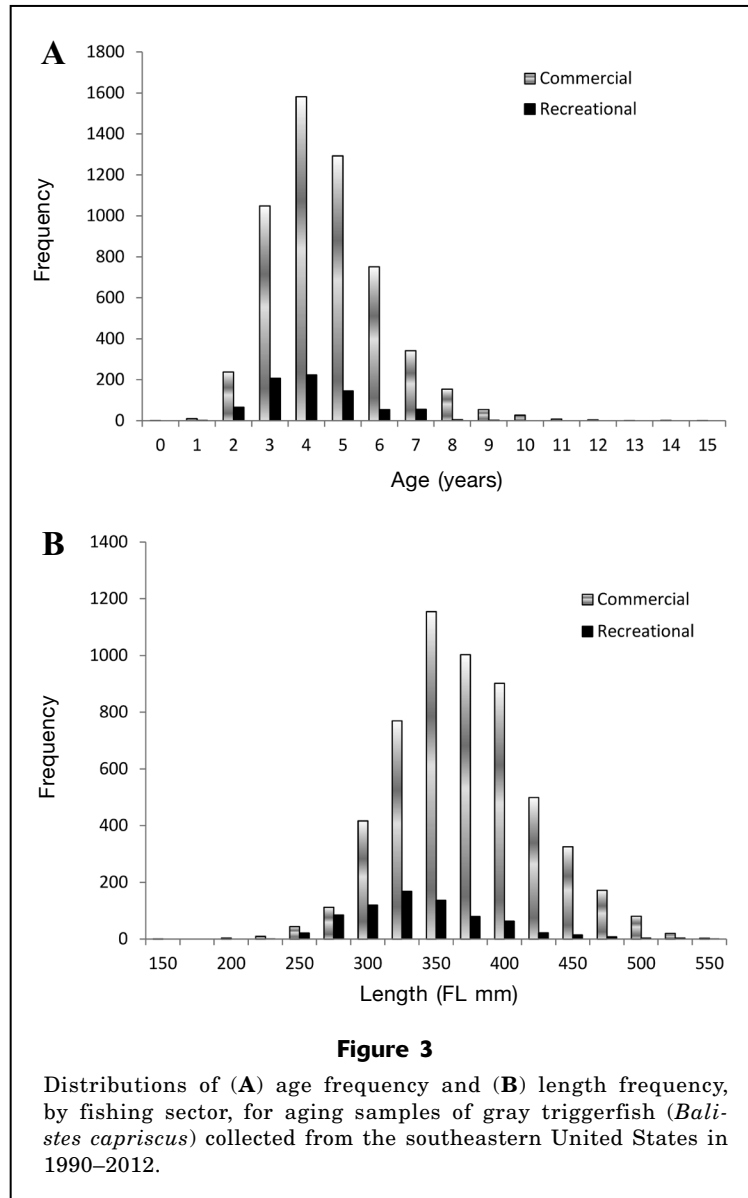 A
1800
1600
1400
1200
1000
800
600
400
200
0
Frequency
Commercial
Recreational
0 1 2 3 4 5 6 7 8 9 10 11 12 13 14 15
Age (years)
B
1400
1200
1000
800
600
400
200
0
Frequency
Commercial
Recreational
150 200 250 300 350 400 450 500 550
Length (FL mm)
Figure 3
Distributions of (A) age frequency and (B) length frequency,
by fishing sector, for aging samples of gray triggerfish (Bali-
stes capriscus) collected from the southeastern United States in
1990–2012.